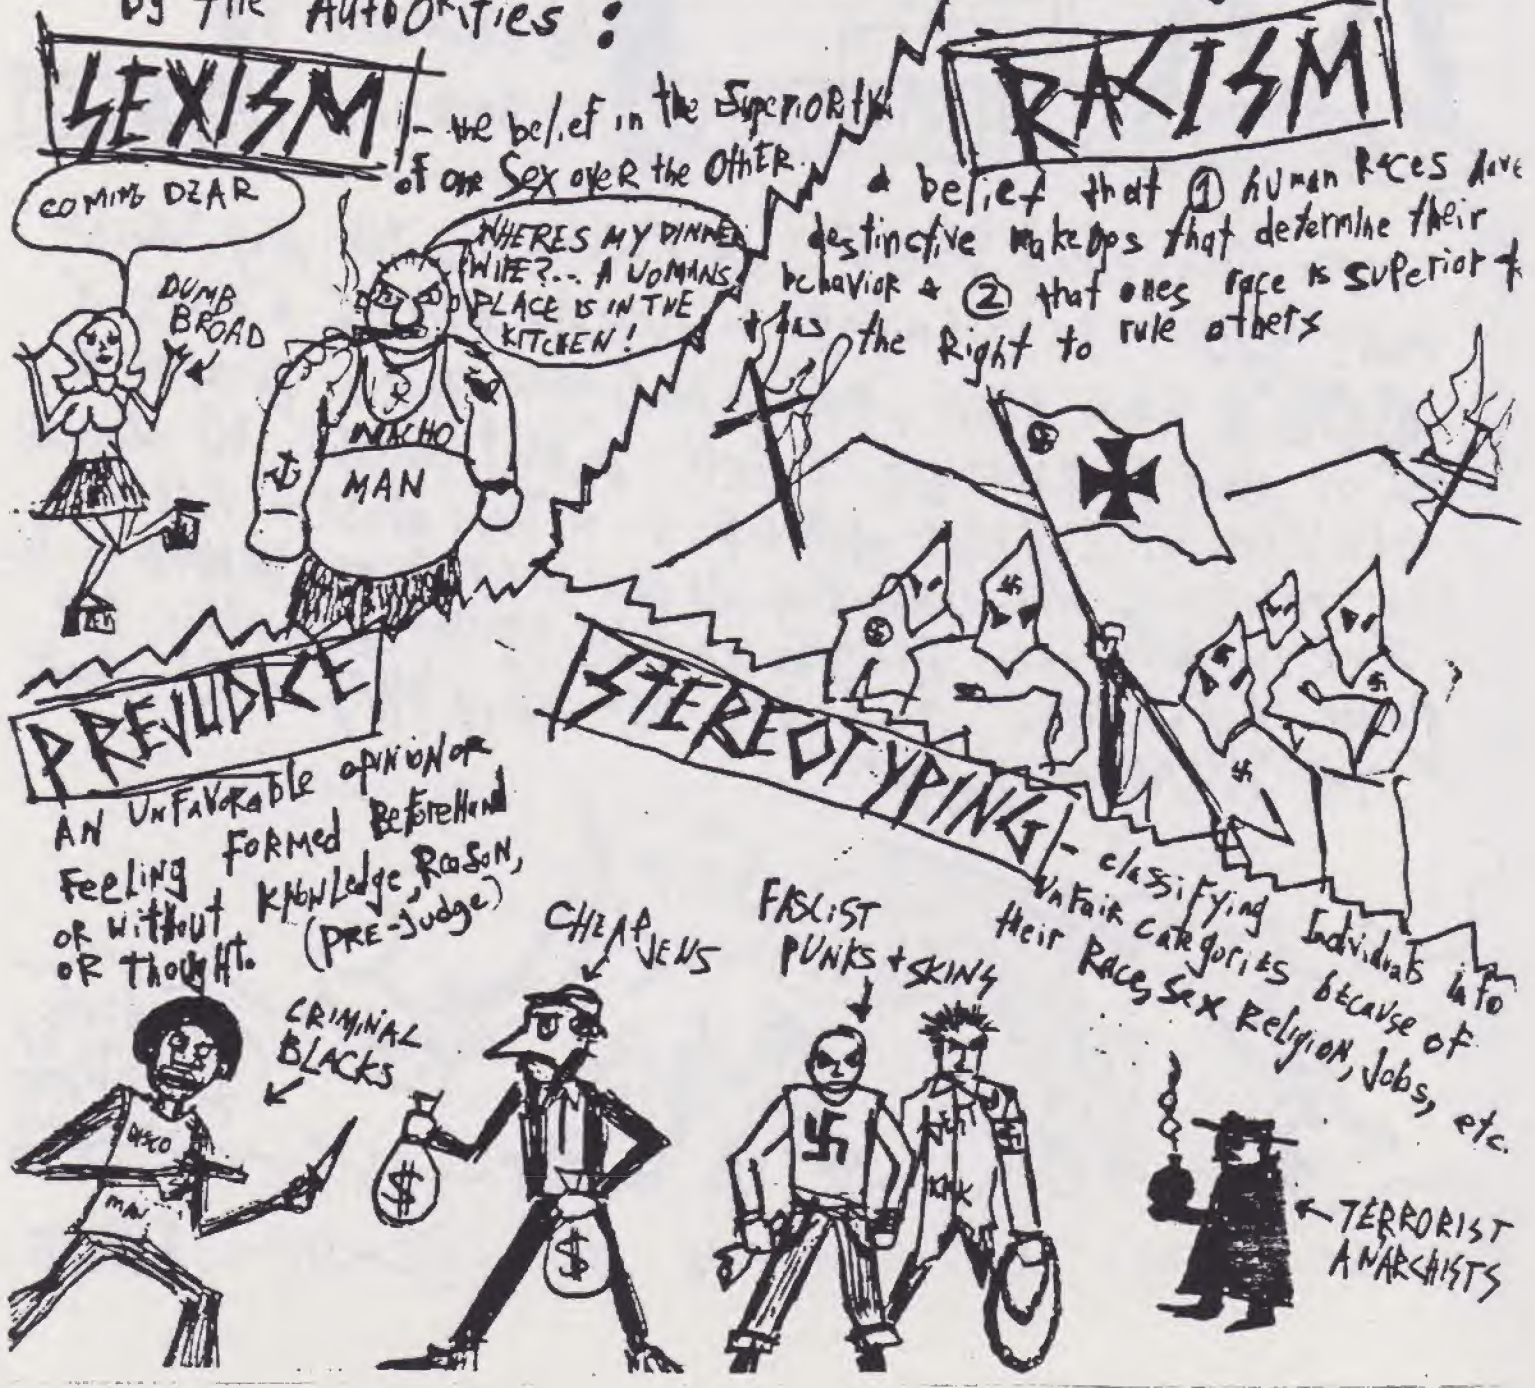 by The AuthoRities :
SEXISM
- the belief in the SuperioRity
of one Sex oveR the OtHER.
COMING DEAR
DUMB
BROAD
WHERES MY DINNER
WIFE?... A WOMANS
PLACE IS IN THE
KITCHEN!
MACHO
MAN
RACISM
a belief that ① human Races have
destinctive makeups that determine their
behavior & ② that ones race is superior &
has the Right to rule others
PREJUDICE
AN UnFavorable opiNiON OR
FeeLing FoRMed BeforeHand
oR without KNowLedge, Reason,
OR Thought. (PRE-Judge)
STEREOTYPING
- classifying Individuals into
unFair categories because of
their Race, Sex Religion, Jobs, etc.
CRIMINAL
BLACKS
DISCO
MAN
CHEAP
JEWS
$
$
FASCIST
PUNKS + SKINS
KKK
TERRORIST
ANARCHISTS